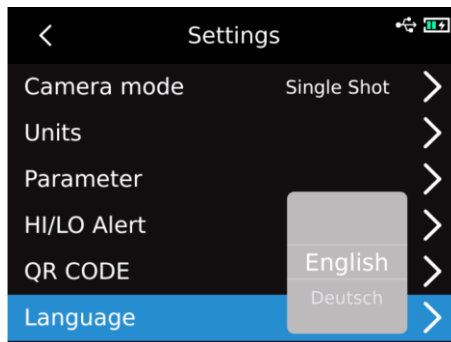 Settings
Camera mode Single Shot
Units
Parameter
HI/LO Alert
QR CODE English
Deutsch
Language